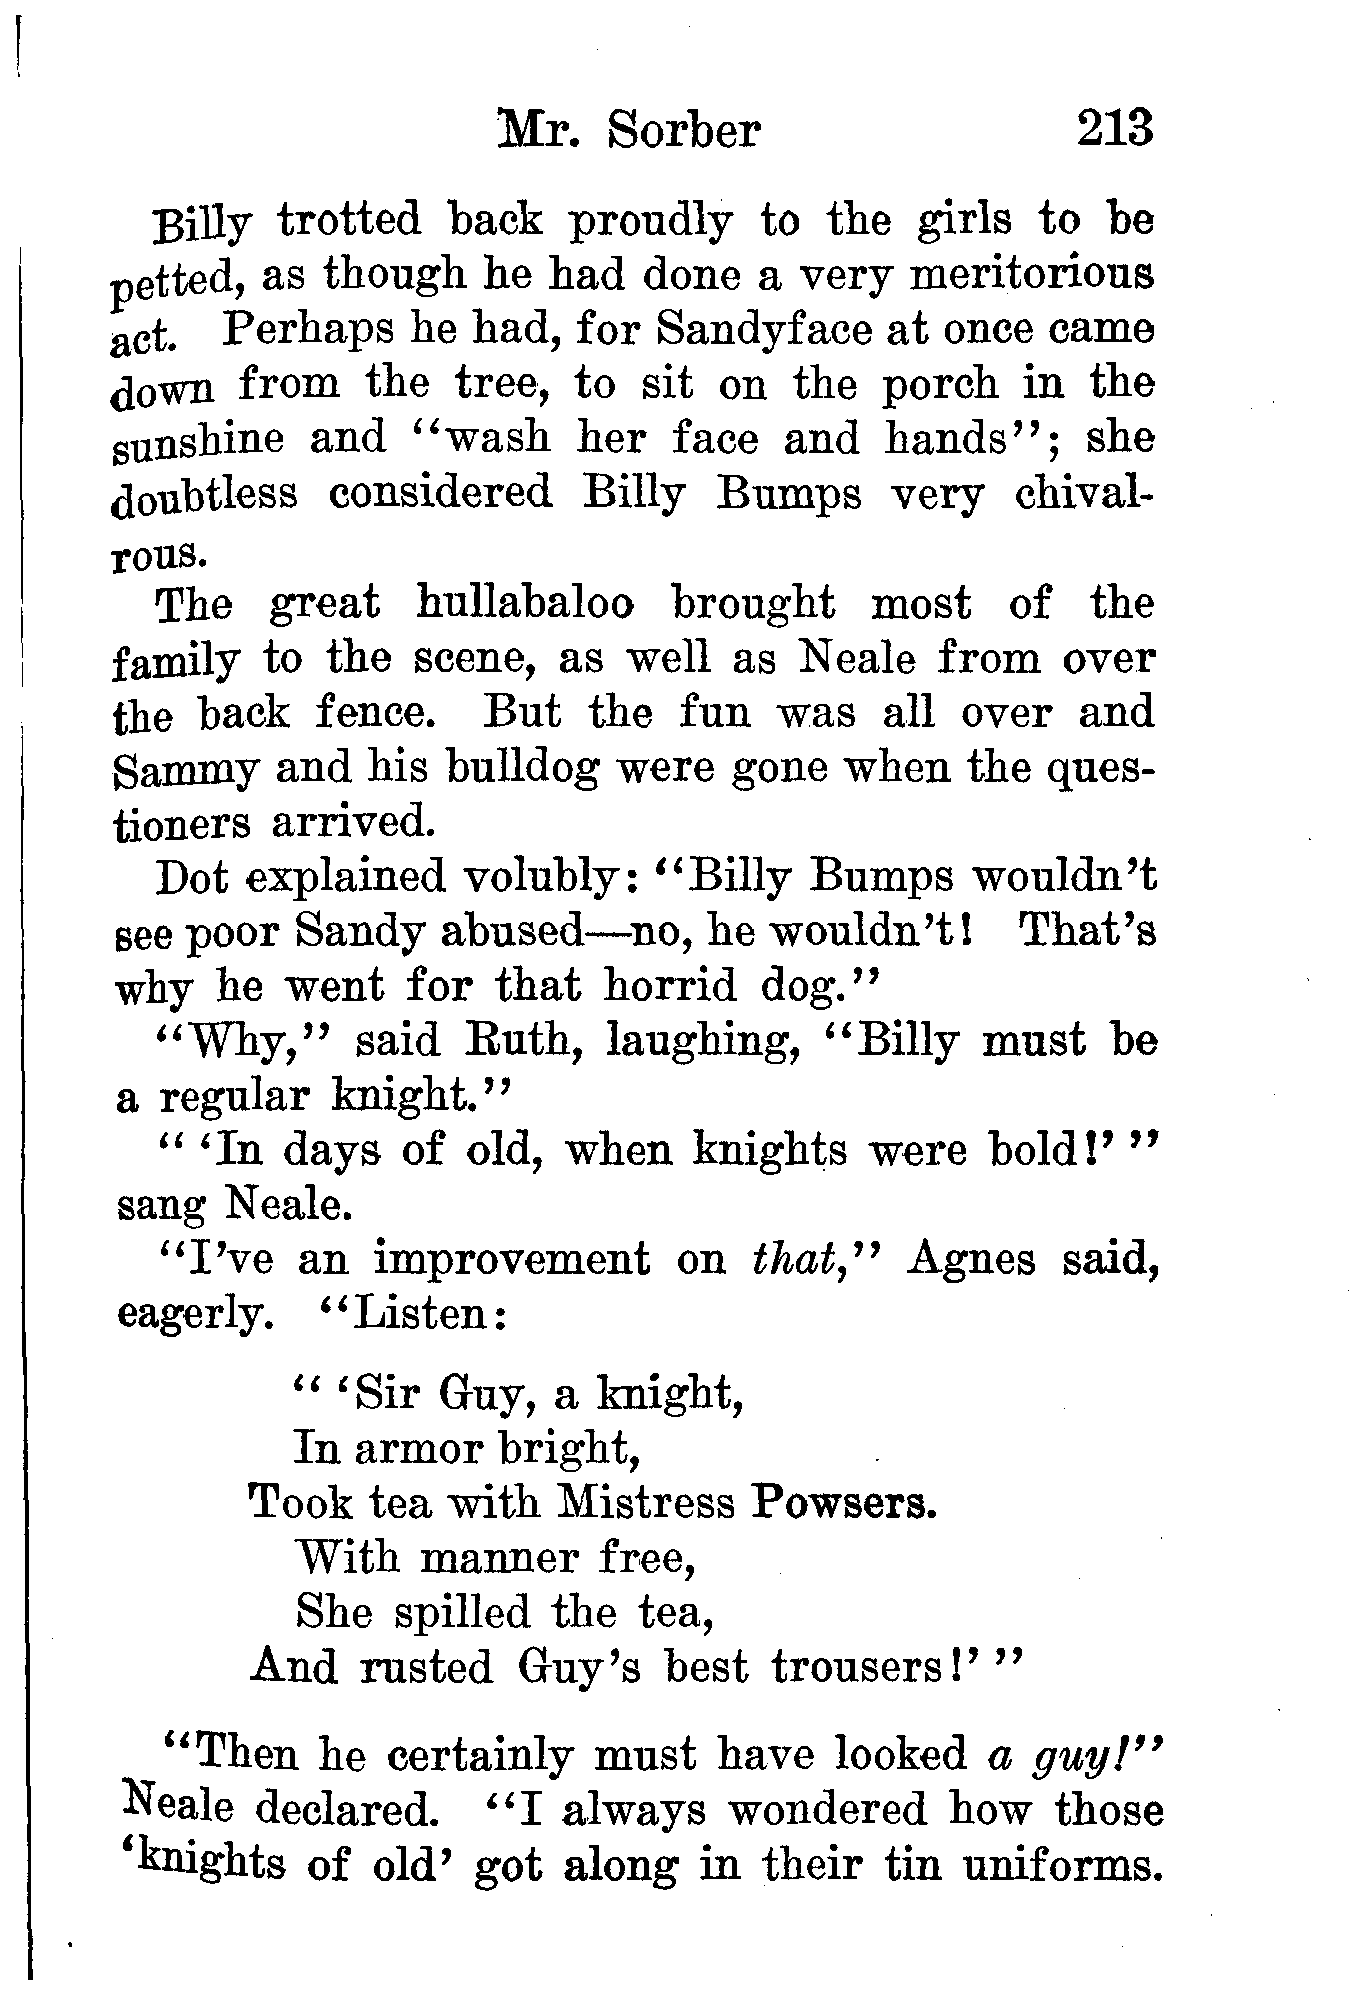 Mr. Sorber 213
Billy trotted back proudly to the girls to be
petted, as though he had done a very meritorious
act. Perhaps he had, for Sandyface at once came
down from the tree, to sit on the porch in the
sunshine and "wash her face and hands"; she
doubtless considered Billy Bumps very chival-
rous.
The great hullabaloo brought most of the
family to the scene, as well as Neale from over
the back fence. But the fun was all over and
Sammy and his bulldog were gone when the ques-
tioners arrived.
Dot explained volubly: "Billy Bumps wouldn't
see poor Sandy abused—no, he wouldn't! That's
why he went for that horrid dog."
"Why," said Ruth, laughing, "Billy must be
a regular knight."
" 'In days of old, when knights were bold!' "
sang Neale.
"I've an improvement on that," Agnes said,
eagerly. "Listen:
" 'Sir Guy, a knight,
In armor bright,
Took tea with Mistress Powsers.
With manner free,
She spilled the tea,
And rusted Guy's best trousers!' "
"Then he certainly must have looked a guy!"
Neale declared. "I always wondered how those
'knights of old' got along in their tin uniforms.